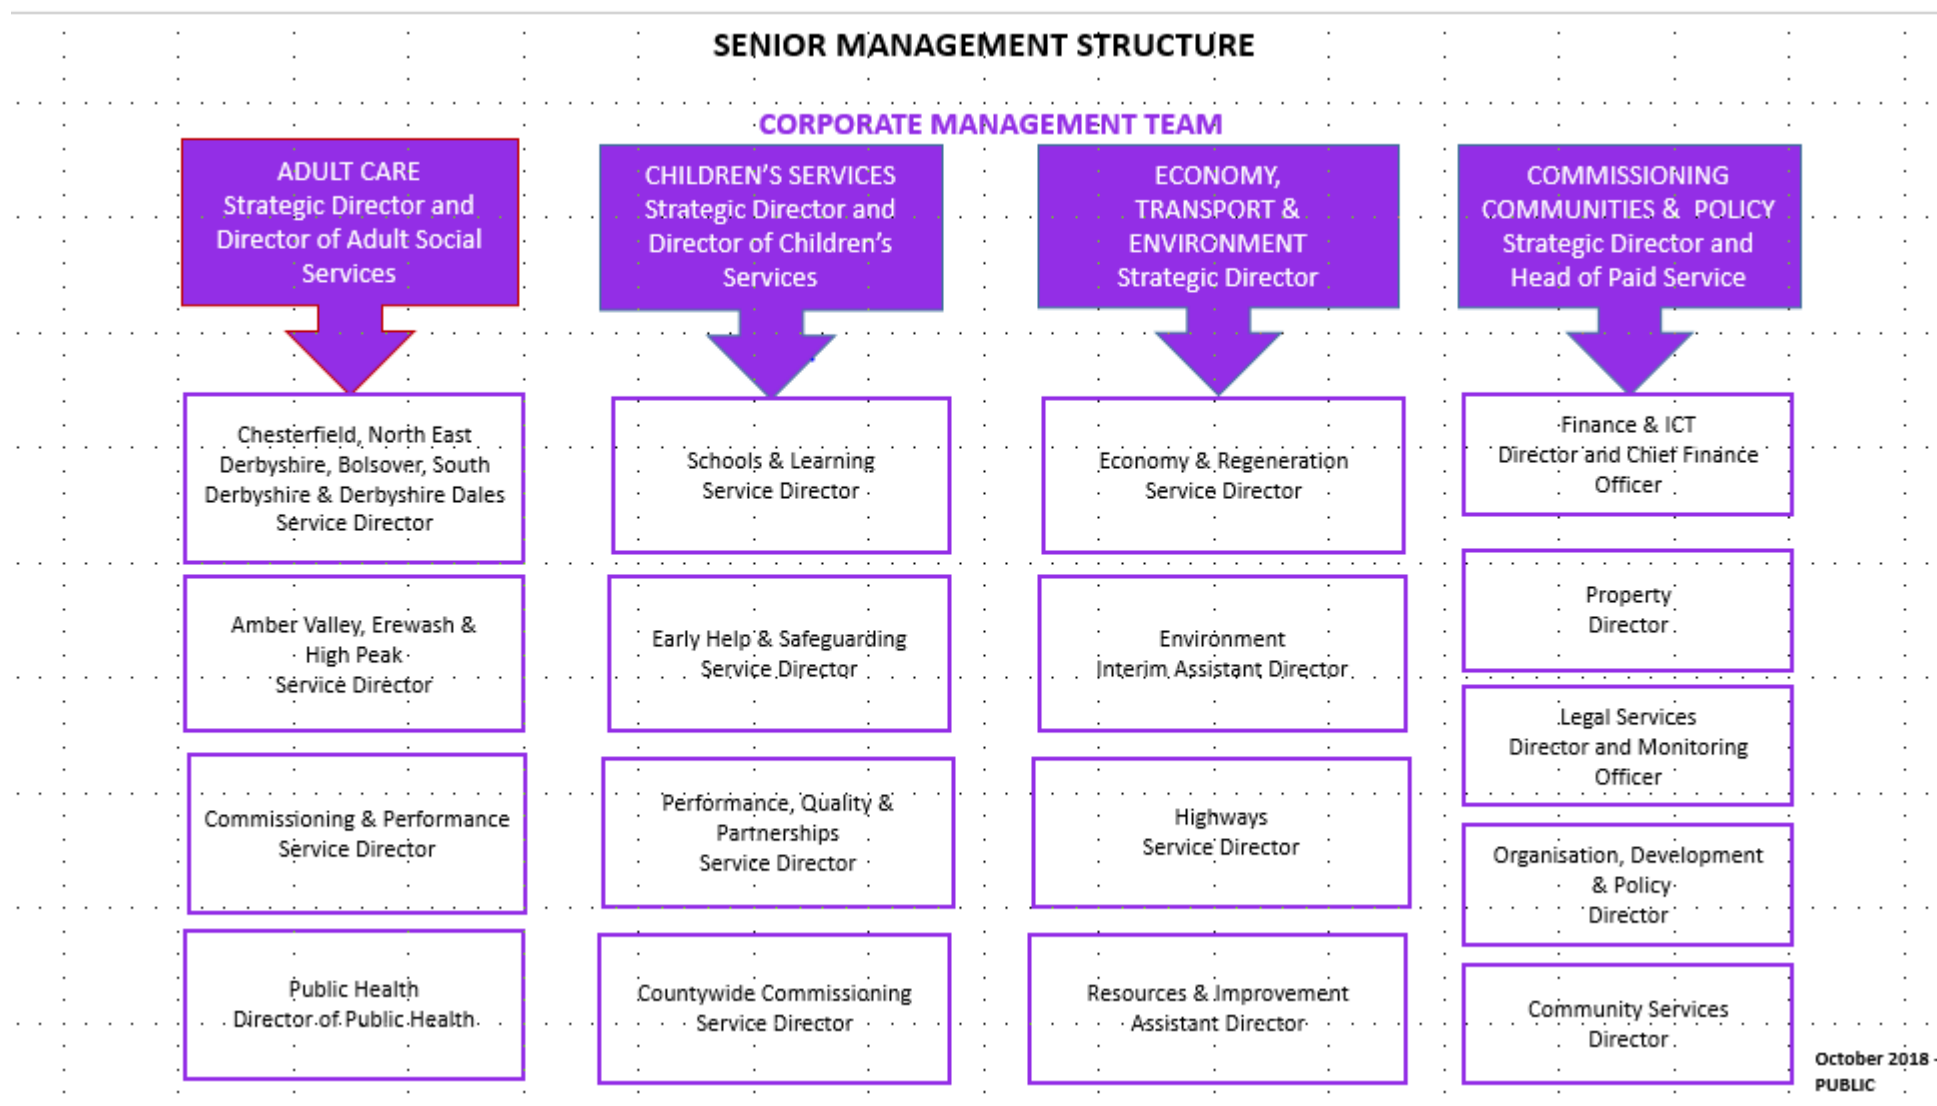 SENIOR MANAGEMENT STRUCTURE
CORPORATE MANAGEMENT TEAM
ADULT CARE
Strategic Director and
Director of Adult Social
Services
Chesterfield, North East
Derbyshire, Bolsover, South
Derbyshire & Derbyshire Dales
Service Director
Amber Valley, Erewash &
High Peak
Service Director
Commissioning & Performance
Service Director
Public Health
Director of Public Health
CHILDREN'S SERVICES
Strategic Director and
Director of Children's
Services
Schools & Learning
Service Director
Early Help & Safeguarding
Service Director
Performance, Quality &
Partnerships
Service Director
Countywide Commissioning
Service Director
ECONOMY,
TRANSPORT &
ENVIRONMENT
Strategic Director
Economy & Regeneration
Service Director
Environment
Interim Assistant Director
Highways
Service Director
Resources & Improvement
Assistant Director
COMMISSIONING
COMMUNITIES & POLICY
Strategic Director and
Head of Paid Service
Finance & ICT
Director and Chief Finance
Officer
Property
Director
Legal Services
Director and Monitoring
Officer
Organisation, Development
& Policy
Director
Community Services
Director
October 2018 -
PUBLIC